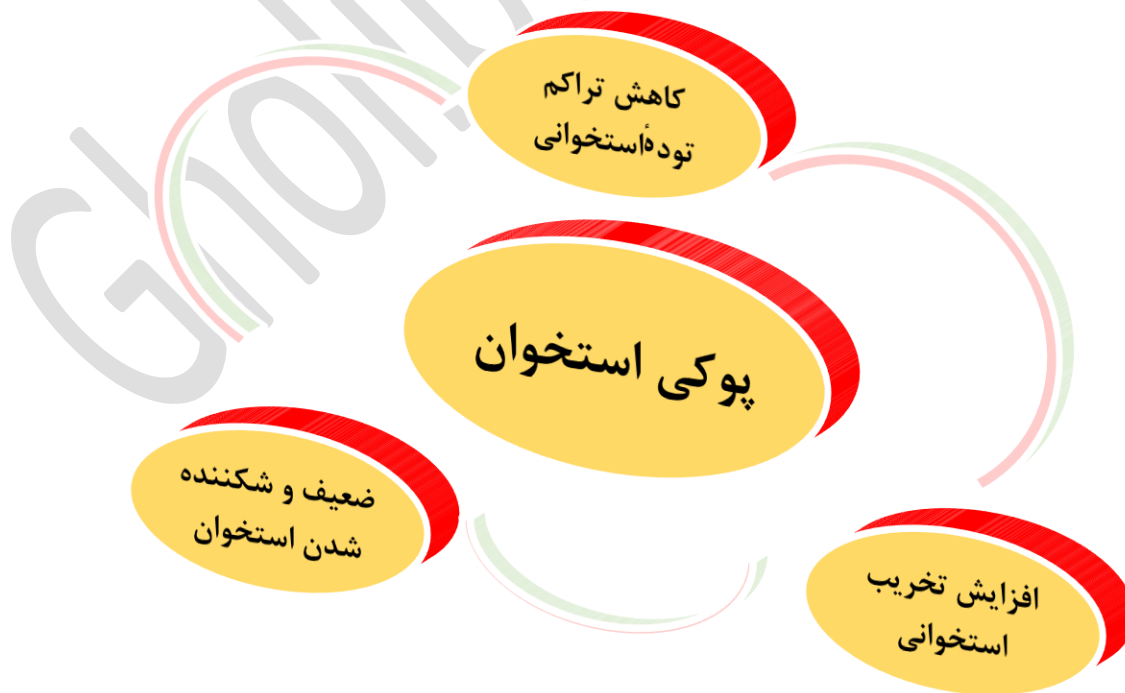 کاهش تراکم
تودهٔاستخوانی
پوکی استخوان
ضعیف و شکننده
شدن استخوان
افزایش تخریب
استخوانی